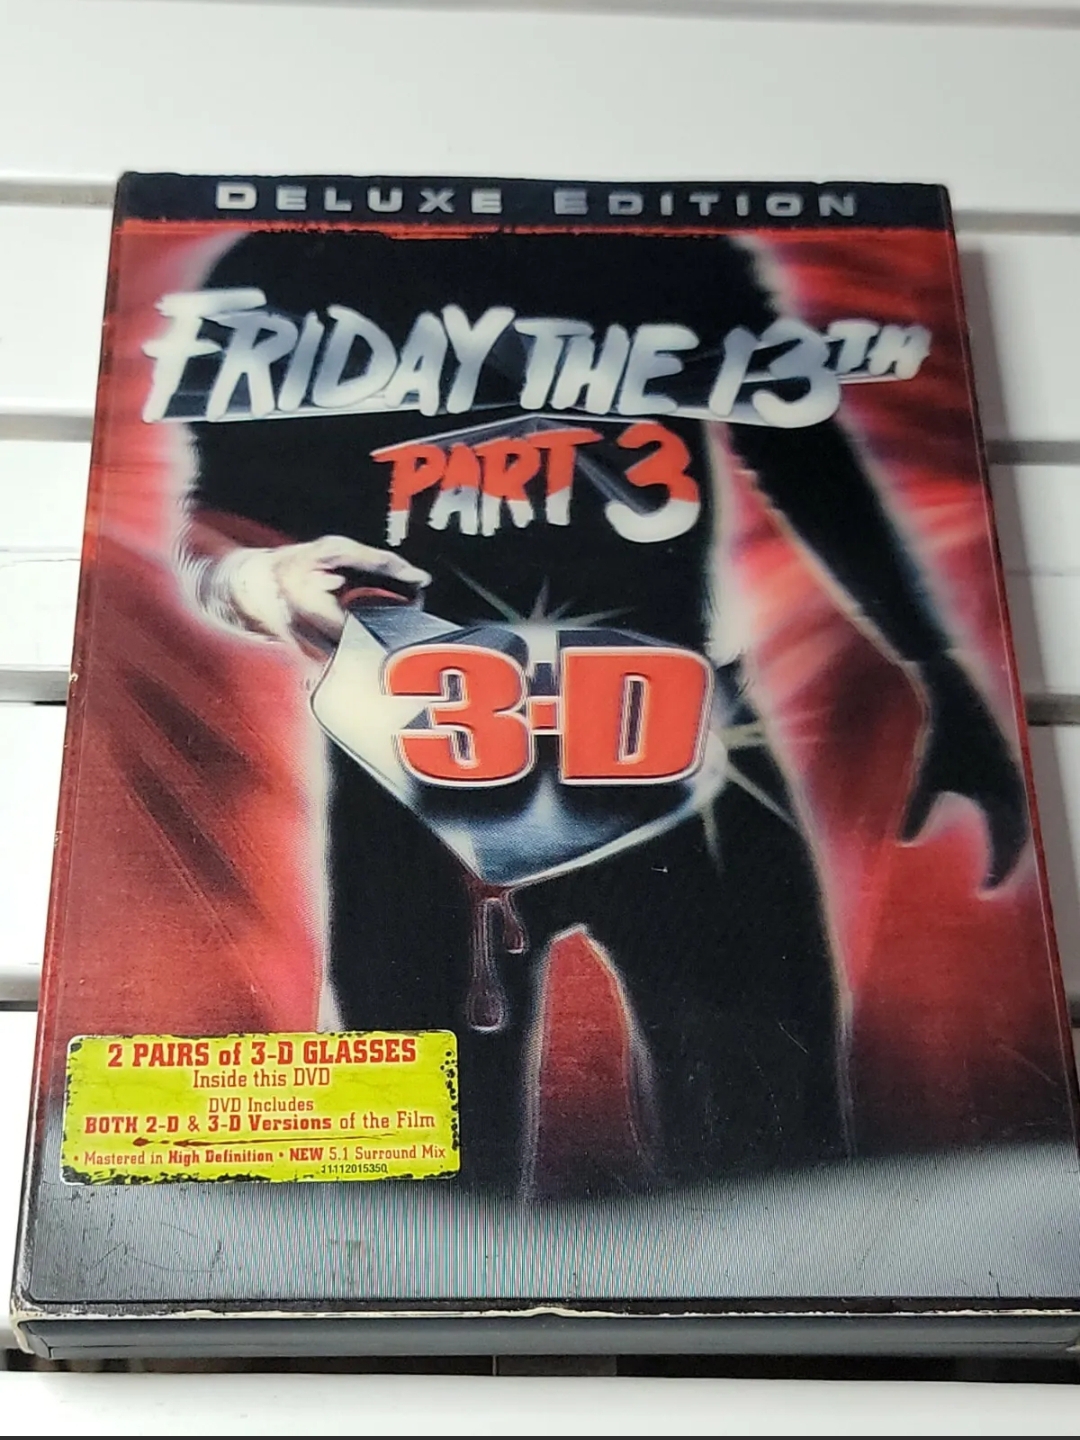 DELUXE EDITION
FRIDAY THE 13TH
PART 3
3-D
2 PAIRS of 3-D GLASSES
Inside this DVD
DVD Includes
BOTH 2-D & 3-D Versions of the Film
• Mastered in High Definition • NEW 5.1 Surround Mix
11112015350